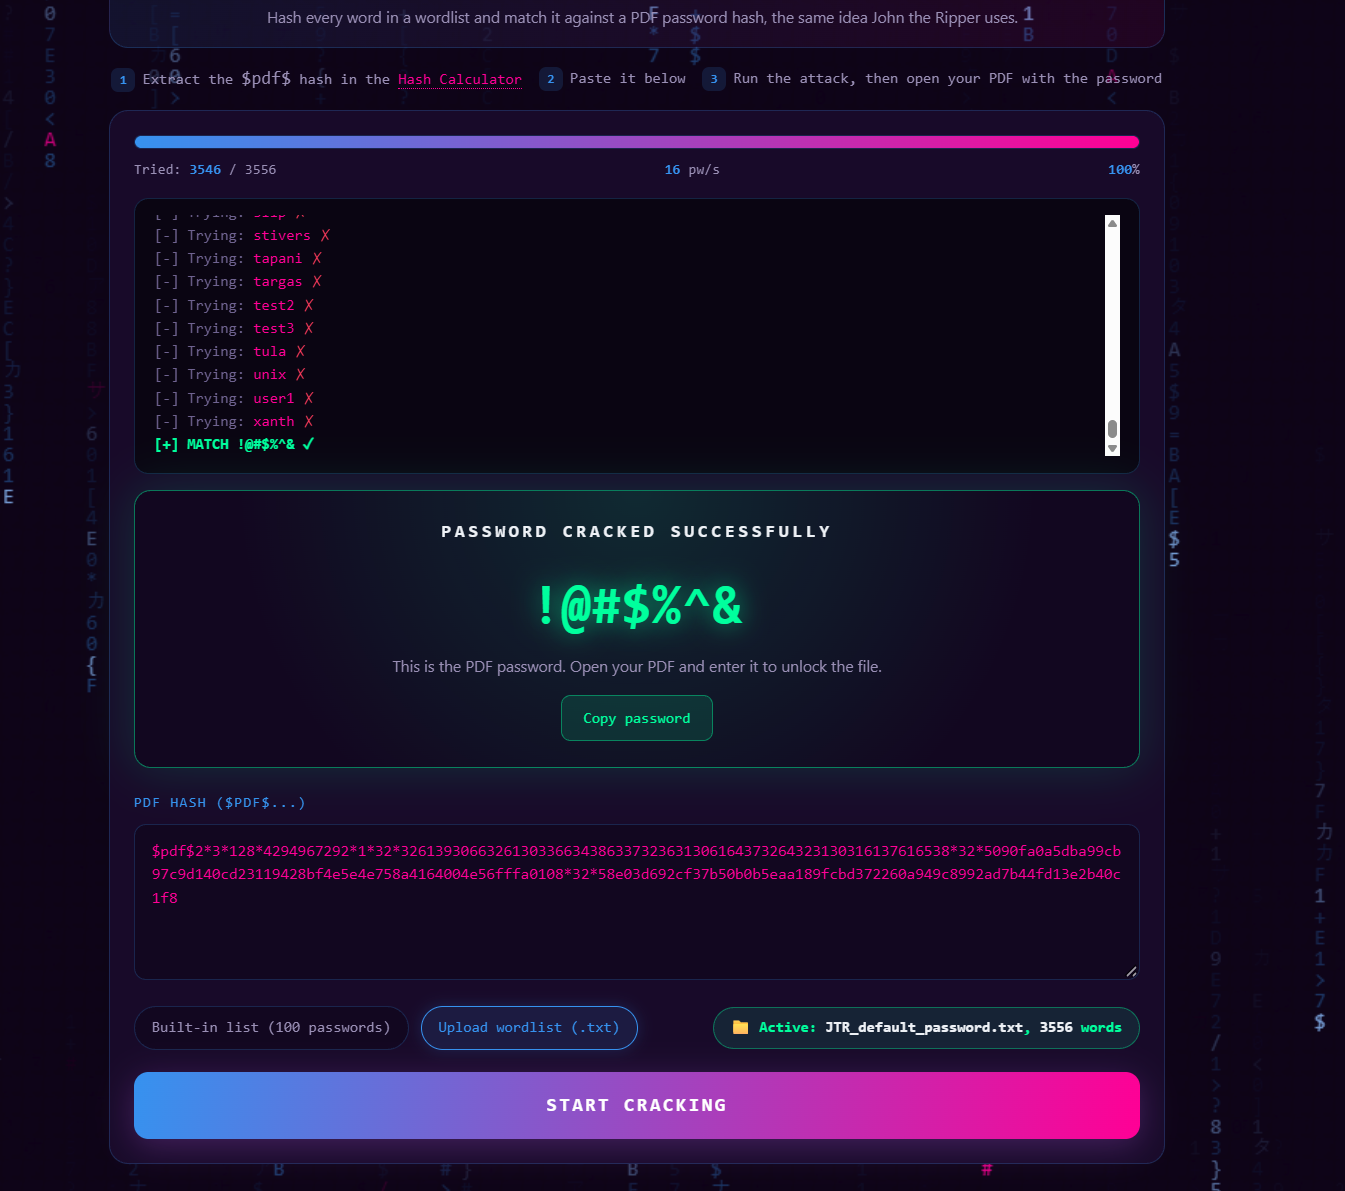 Hash every word in a wordlist and match it against a PDF password hash, the same idea John the Ripper uses.
1 Extract the $pdf$ hash in the Hash Calculator 2 Paste it below 3 Run the attack, then open your PDF with the password
Tried: 3546 / 3556 16 pw/s 100%
[-] Trying: stivers ✗
[-] Trying: tapani ✗
[-] Trying: targas ✗
[-] Trying: test2 ✗
[-] Trying: test3 ✗
[-] Trying: tula ✗
[-] Trying: unix ✗
[-] Trying: user1 ✗
[-] Trying: xanth ✗
[+] MATCH !@#$%^& ✓
PASSWORD CRACKED SUCCESSFULLY
!@#$%^&
This is the PDF password. Open your PDF and enter it to unlock the file.
Copy password
PDF HASH ($PDF$...)
$pdf$2*3*128*4294967292*1*32*3261393066326130336634386337323631306164373264323130316137616538*32*5090fa0a5dba99cb
97c9d140cd23119428bf4e5e4e758a4164004e56fffa0108*32*58e03d692cf37b50b0b5eaa189fcbd372260a949c8992ad7b44fd13e2b40c
1f8
Built-in list (100 passwords) Upload wordlist (.txt) Active: JTR_default_password.txt, 3556 words
START CRACKING